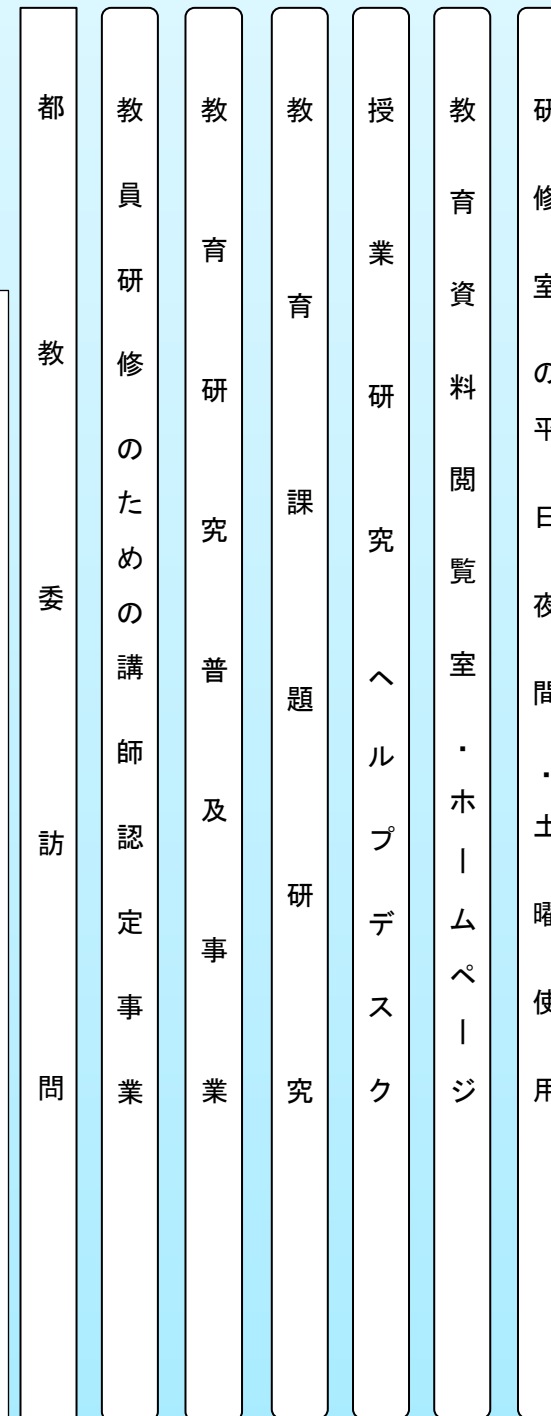 研修室の平日夜間・土曜使用
教育資料閲覧室・ホームページ
授業研究ヘルプデスク
教育課題研究
教育研究普及事業
教員研修のための講師認定事業
都教委訪問